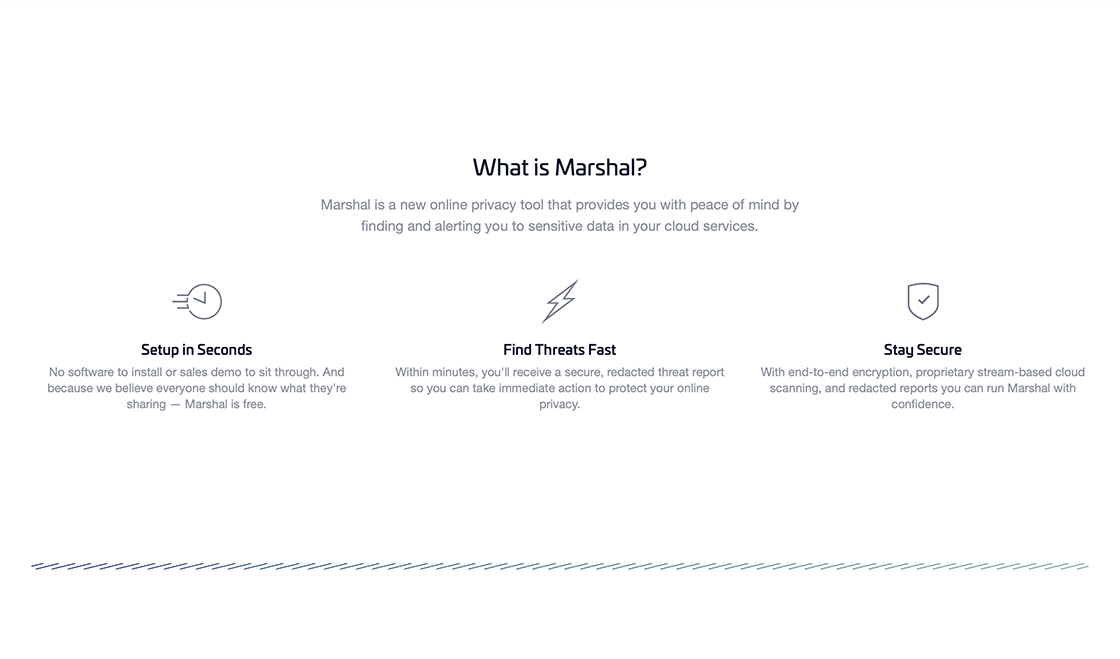 What is Marshal?
Marshal is a new online privacy tool that provides you with peace of mind by
finding and alerting you to sensitive data in your cloud services.
Setup in Seconds
No software to install or sales demo to sit through. And
because we believe everyone should know what they're
sharing — Marshal is free.
Find Threats Fast
Within minutes, you'll receive a secure, redacted threat report
so you can take immediate action to protect your online
privacy.
Stay Secure
With end-to-end encryption, proprietary stream-based cloud
scanning, and redacted reports you can run Marshal with
confidence.